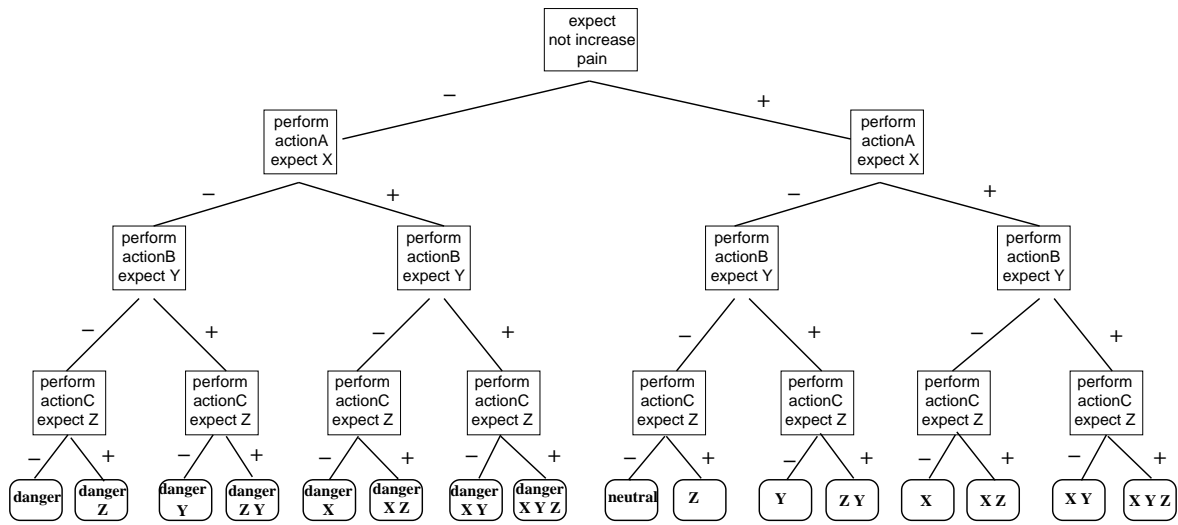 expect
not increase
pain
−
+
perform
actionA
expect X
perform
actionA
expect X
−
+
−
+
perform
actionB
expect Y
perform
actionB
expect Y
perform
actionB
expect Y
perform
actionB
expect Y
−
+
−
+
−
+
−
+
perform
actionC
expect Z
perform
actionC
expect Z
perform
actionC
expect Z
perform
actionC
expect Z
perform
actionC
expect Z
perform
actionC
expect Z
perform
actionC
expect Z
perform
actionC
expect Z
−
+
−
+
−
+
−
+
−
+
−
+
−
+
−
+
danger
danger
Z
danger
Y
danger
Z Y
danger
X
danger
X Z
danger
X Y
danger
X Y Z
neutral
Z
Y
Z Y
X
X Z
X Y
X Y Z